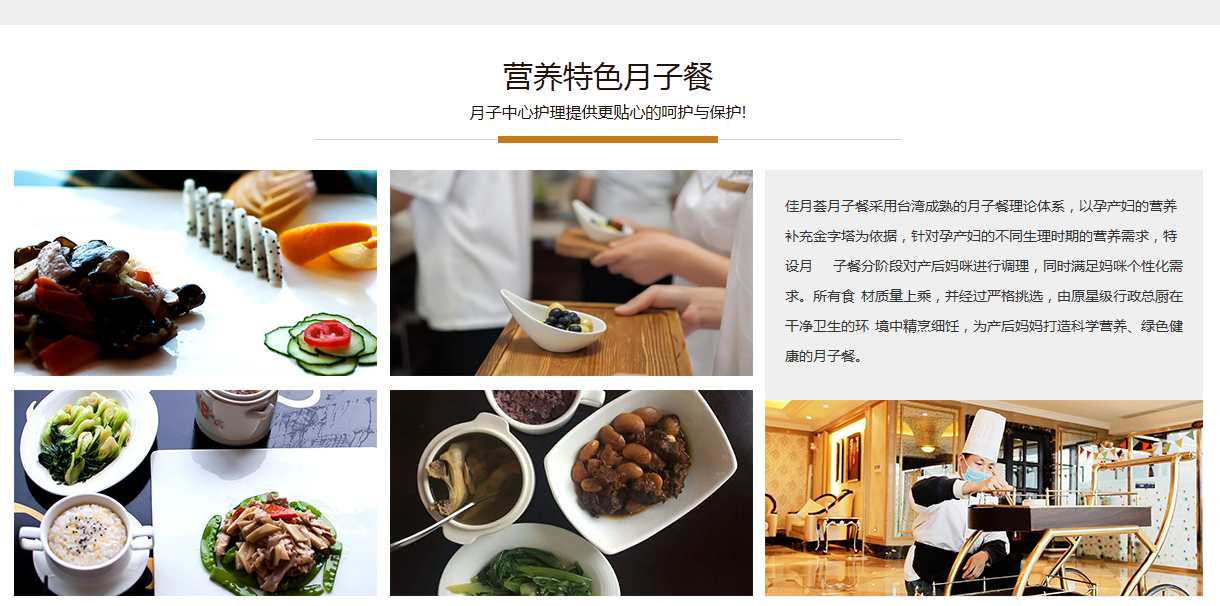 营养特色月子餐
月子中心护理提供更贴心的呵护与保护!
佳月荟月子餐采用台湾成熟的月子餐理论体系，以孕产妇的营养
补充金字塔为依据，针对孕产妇的不同生理时期的营养需求，特
设月 子餐分阶段对产后妈咪进行调理，同时满足妈咪个性化需
求。所有食 材质量上乘，并经过严格挑选，由原星级行政总厨在
干净卫生的环 境中精烹细饪，为产后妈妈打造科学营养、绿色健
康的月子餐。